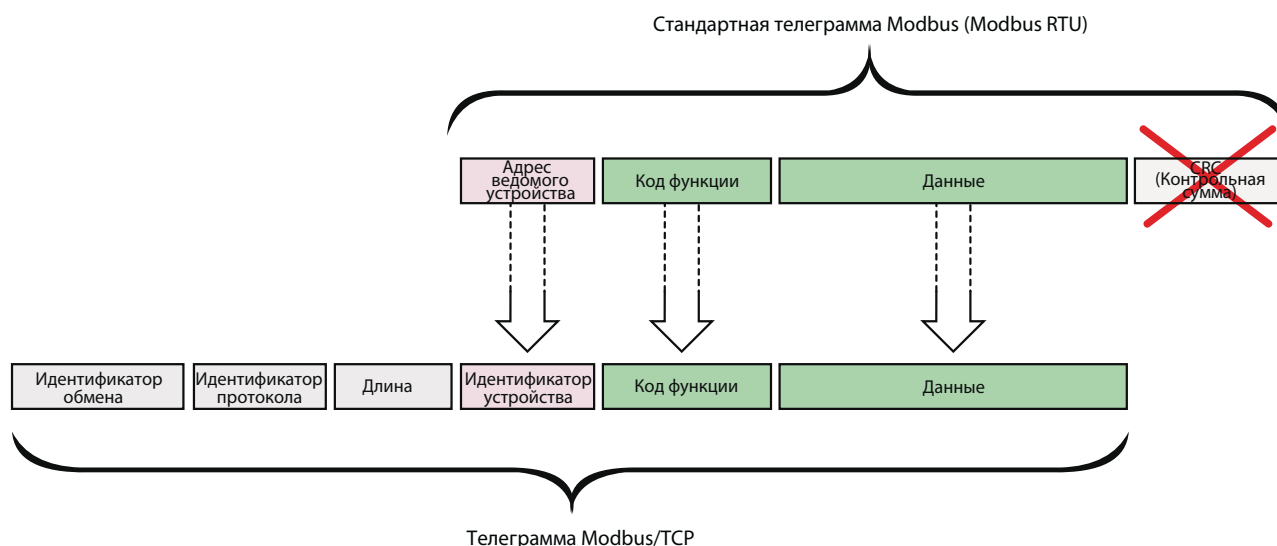 Стандартная телеграмма Modbus (Modbus RTU)
Адрес
ведомого
устройства
Код функции
Данные
CRC
(Контрольная
сумма)
Идентификатор
обмена
Идентификатор
протокола
Длина
Идентификатор
устройства
Код функции
Данные
Телеграмма Modbus/TCP